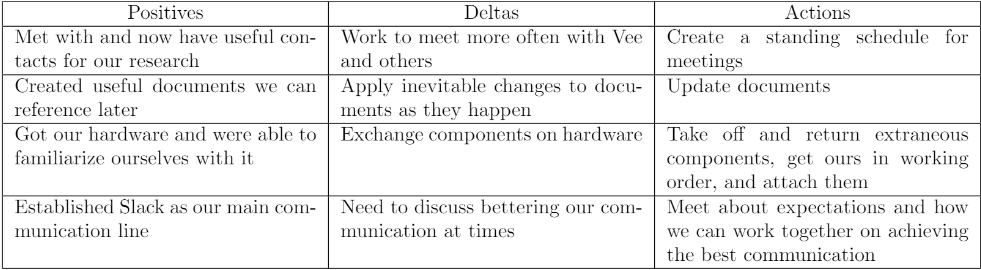 Positives
Deltas
Actions
Met with and now have useful con-
tacts for our research
Work to meet more often with Vee
and others
Create a standing schedule for
meetings
Created useful documents we can
reference later
Apply inevitable changes to docu-
ments as they happen
Update documents
Got our hardware and were able to
familiarize ourselves with it
Exchange components on hardware
Take off and return extraneous
components, get ours in working
order, and attach them
Established Slack as our main com-
munication line
Need to discuss bettering our com-
munication at times
Meet about expectations and how
we can work together on achieving
the best communication